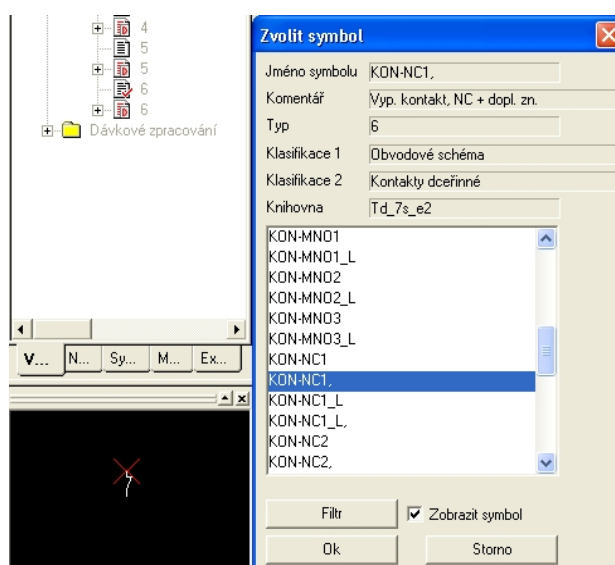 4
5
5
6
6
Dávkové zpracování
V...
N...
Sy...
M...
Ex...
Zvolit symbol
Jméno symbolu KON-NC1,
Komentář Vyp. kontakt, NC + dopl. zn.
Typ 6
Klasifikace 1 Obvodové schéma
Klasifikace 2 Kontakty dceřinné
Knihovna Td_7s_e2
KON-MNO1
KON-MNO1_L
KON-MNO2
KON-MNO2_L
KON-MNO3
KON-MNO3_L
KON-NC1
KON-NC1,
KON-NC1_L
KON-NC1_L,
KON-NC2
KON-NC2,
Filtr
Zobrazit symbol
Ok
Storno